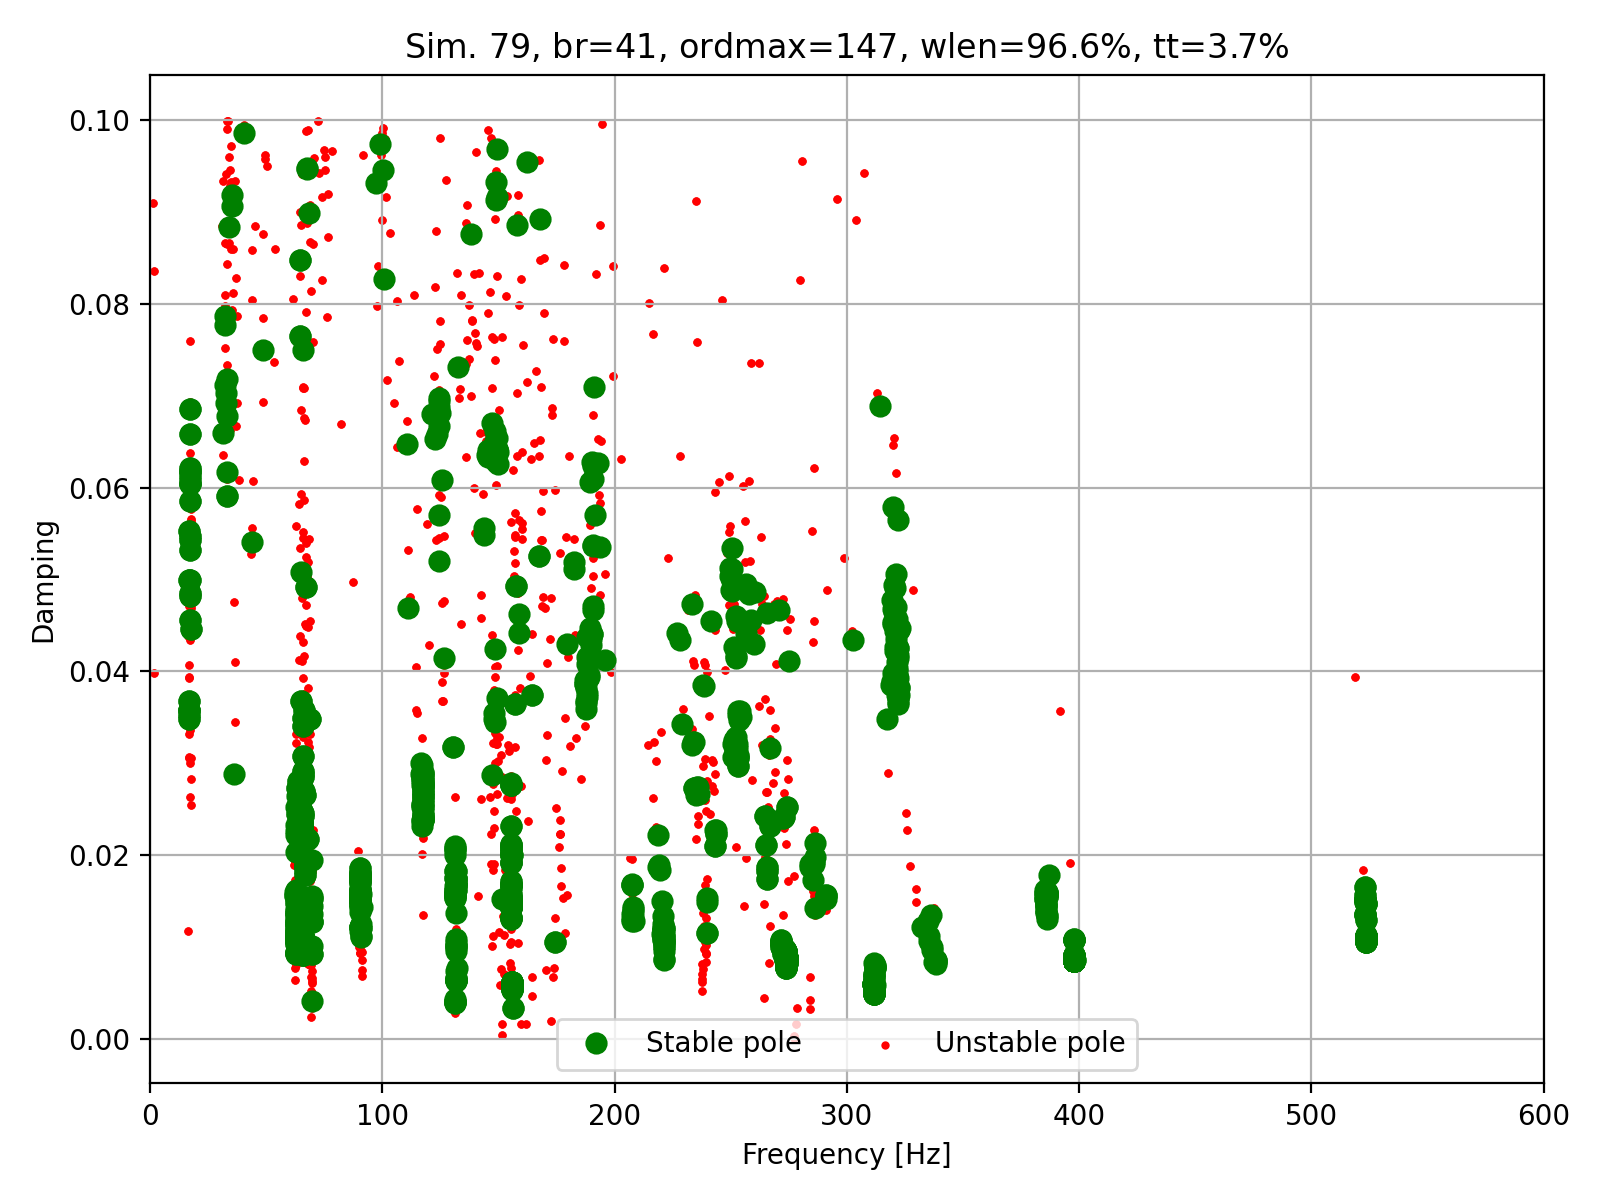 Sim. 79, br=41, ordmax=147, wlen=96.6%, tt=3.7%
0.10
0.08
0.06
0.04
0.02
0.00
Damping
Stable pole Unstable pole
0 100 200 300 400 500 600
Frequency [Hz]